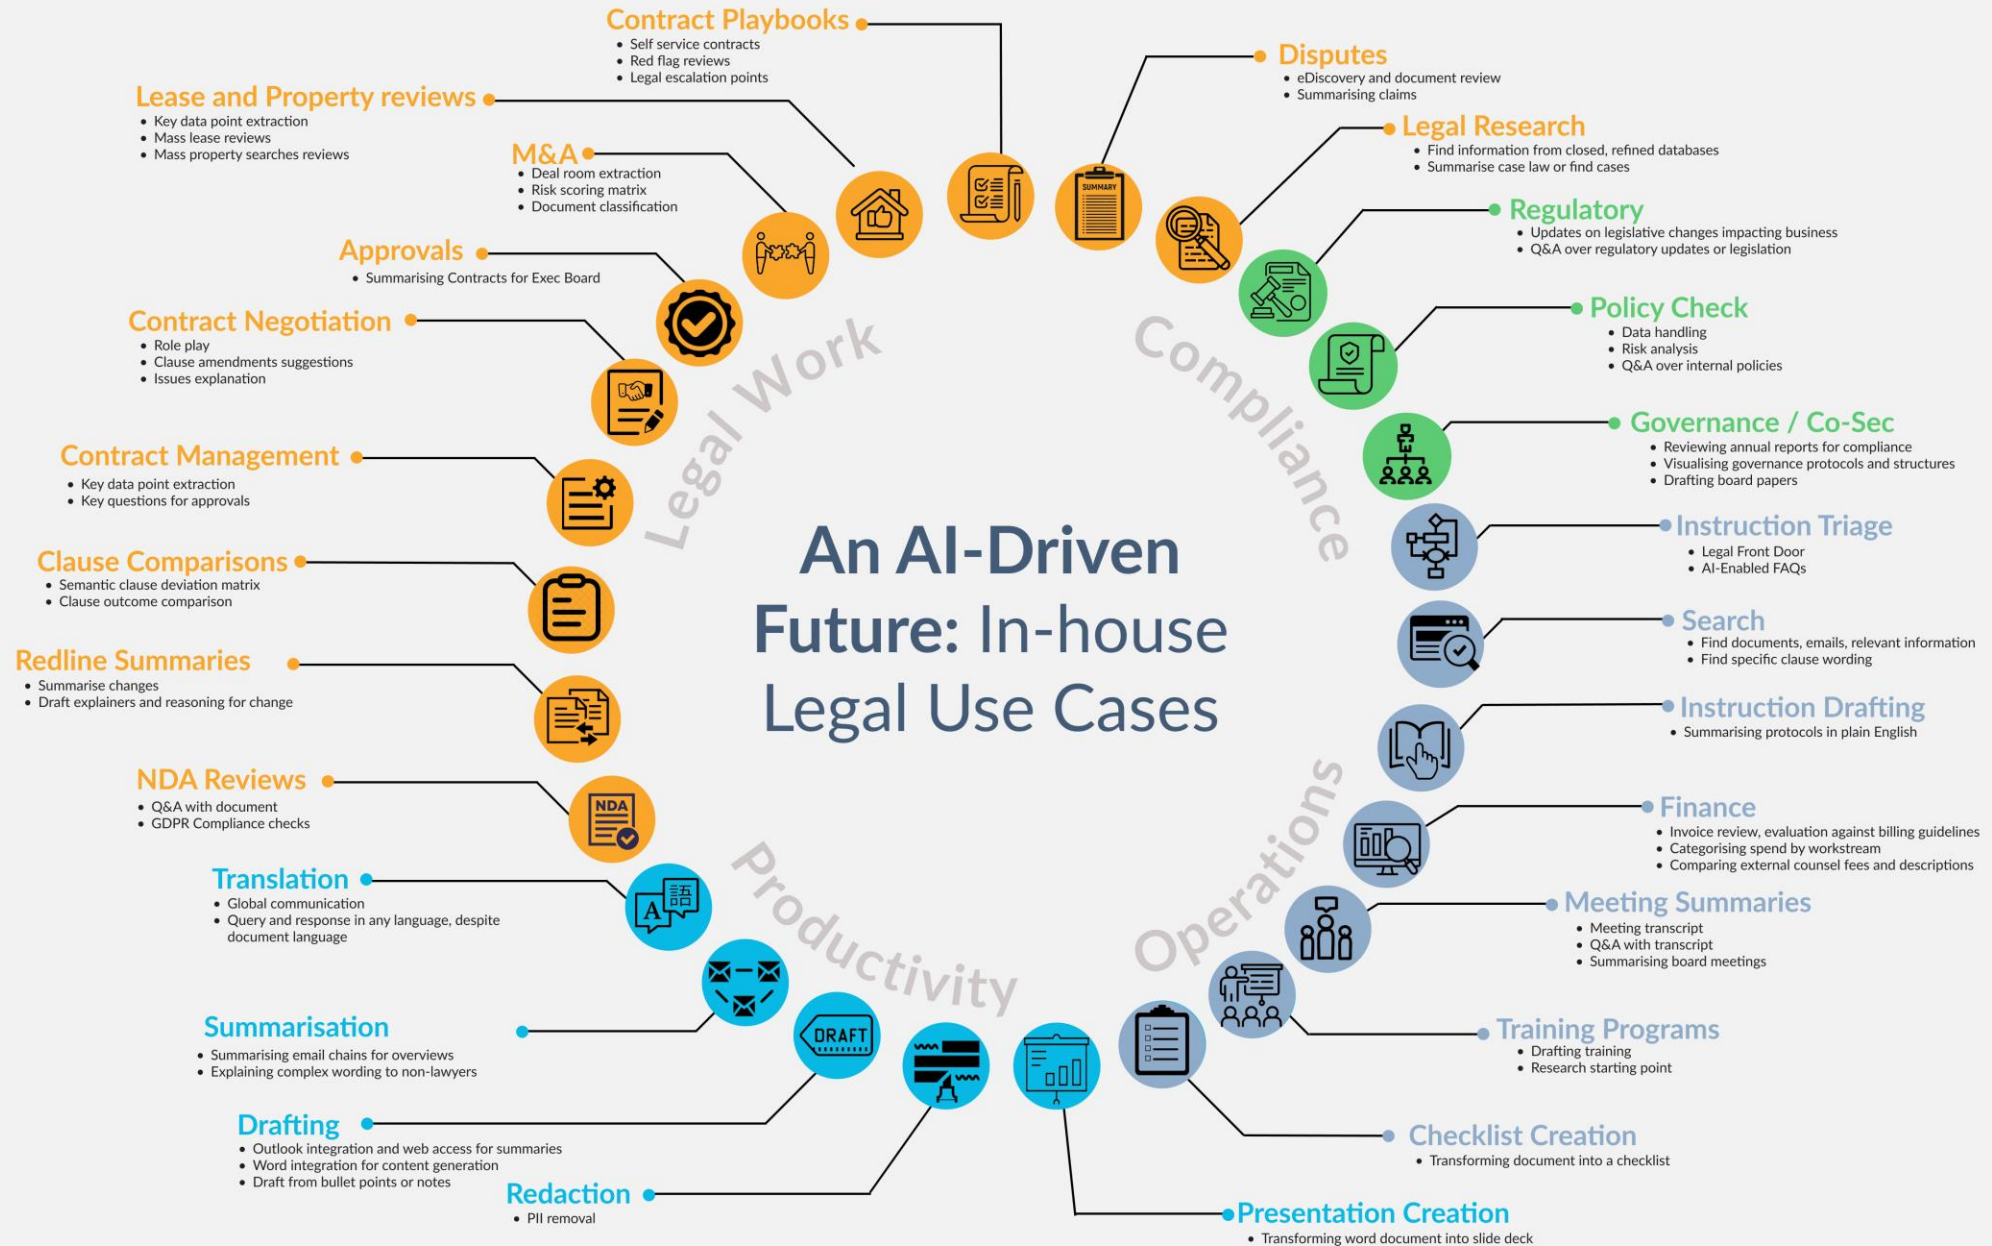 An AI-Driven
Future: In-house
Legal Use Cases
Legal Work
Compliance
Operations
Productivity
Contract Playbooks
• Self service contracts
• Red flag reviews
• Legal escalation points
Lease and Property reviews
• Key data point extraction
• Mass lease reviews
• Mass property searches reviews
M&A
• Deal room extraction
• Risk scoring matrix
• Document classification
Approvals
• Summarising Contracts for Exec Board
Contract Negotiation
• Role play
• Clause amendments suggestions
• Issues explanation
Contract Management
• Key data point extraction
• Key questions for approvals
Clause Comparisons
• Semantic clause deviation matrix
• Clause outcome comparison
Redline Summaries
• Summarise changes
• Draft explainers and reasoning for change
NDA Reviews
• Q&A with document
• GDPR Compliance checks
NDA
Translation
• Global communication
• Query and response in any language, despite
document language
A
語
Summarisation
• Summarising email chains for overviews
• Explaining complex wording to non-lawyers
Drafting
• Outlook integration and web access for summaries
• Word integration for content generation
• Draft from bullet points or notes
DRAFT
Redaction
• PII removal
Presentation Creation
• Transforming word document into slide deck
Disputes
• eDiscovery and document review
• Summarising claims
SUMMARY
Legal Research
• Find information from closed, refined databases
• Summarise case law or find cases
Regulatory
• Updates on legislative changes impacting business
• Q&A over regulatory updates or legislation
Policy Check
• Data handling
• Risk analysis
• Q&A over internal policies
Governance / Co-Sec
• Reviewing annual reports for compliance
• Visualising governance protocols and structures
• Drafting board papers
Instruction Triage
• Legal Front Door
• AI-Enabled FAQs
Search
• Find documents, emails, relevant information
• Find specific clause wording
Instruction Drafting
• Summarising protocols in plain English
Finance
• Invoice review, evaluation against billing guidelines
• Categorising spend by workstream
• Comparing external counsel fees and descriptions
Meeting Summaries
• Meeting transcript
• Q&A with transcript
• Summarising board meetings
Training Programs
• Drafting training
• Research starting point
Checklist Creation
• Transforming document into a checklist